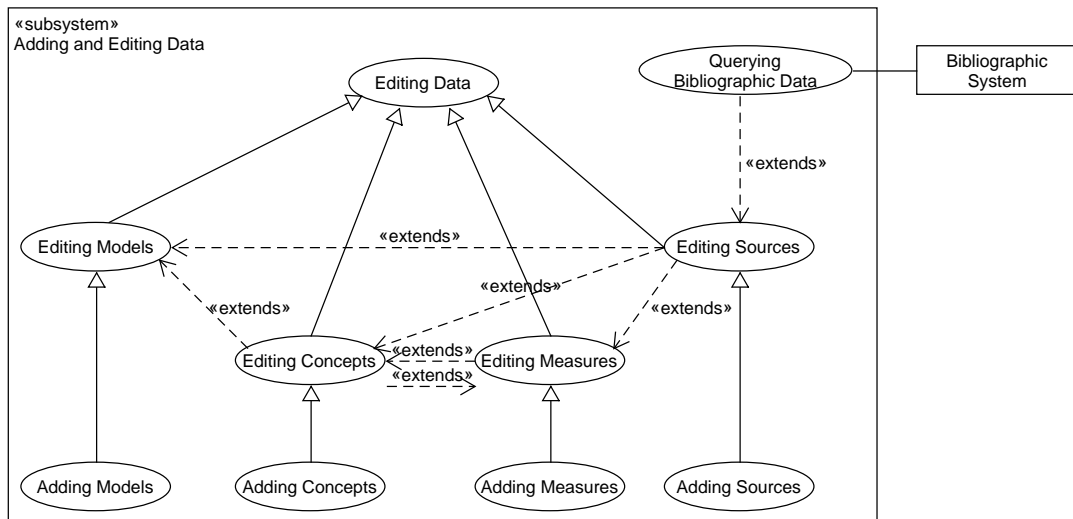 «subsystem»
Adding and Editing Data
Editing Data
Querying
Bibliographic Data
Bibliographic
System
«extends»
Editing Models
«extends»
Editing Sources
«extends»
«extends»
«extends»
Editing Concepts
«extends»
Editing Measures
«extends»
Adding Models
Adding Concepts
Adding Measures
Adding Sources